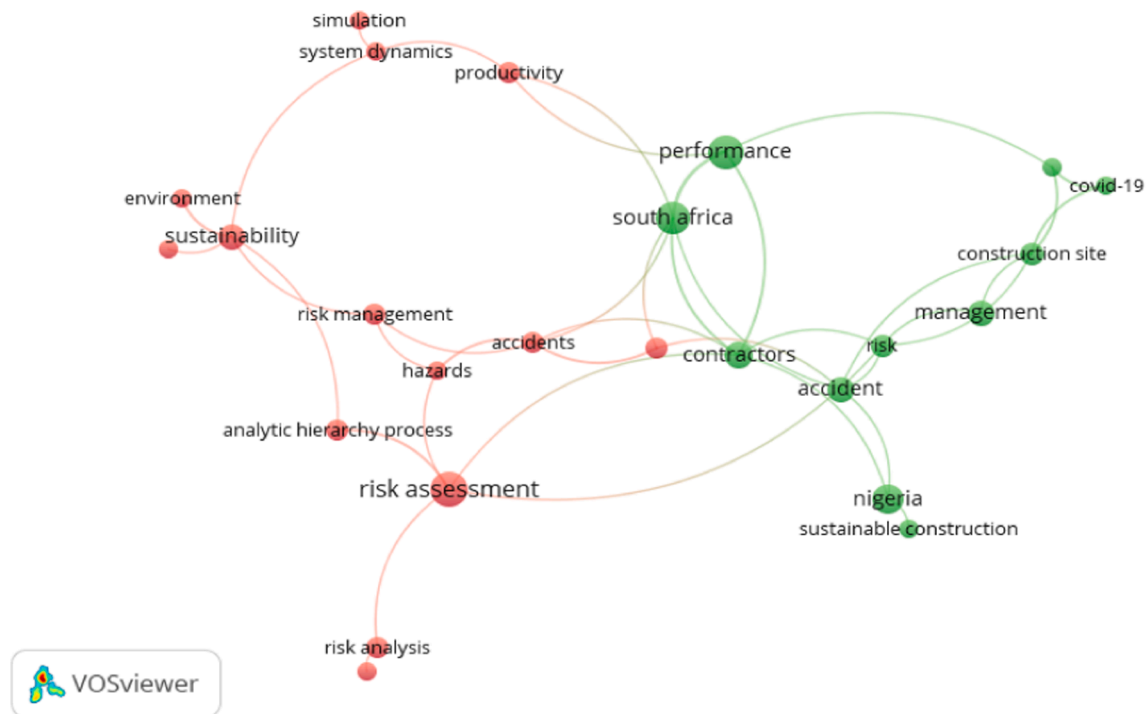 simulation
system dynamics
productivity
performance
covid-19
environment
south africa
sustainability
construction site
risk management
management
accidents
risk
contractors
hazards
accident
analytic hierarchy process
risk assessment
nigeria
sustainable construction
risk analysis
VOSviewer